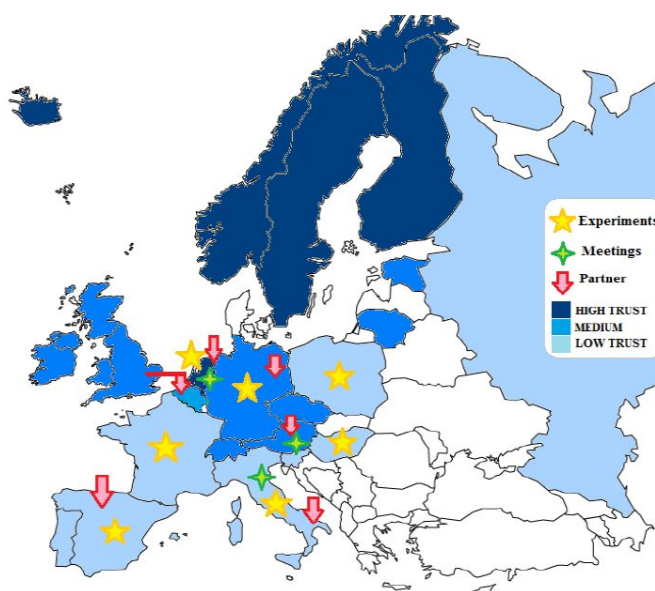 Experiments
Meetings
Partner
HIGH TRUST
MEDIUM
LOW TRUST